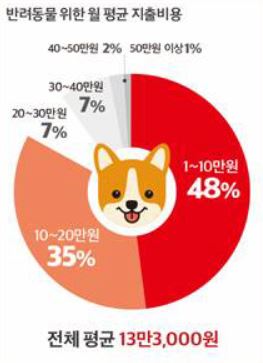 반려동물 위한 월 평균 지출비용
40~50만원 2%
50만원 이상 1%
30~40만원
7%
20~30만원
7%
1~10만원
48%
10~20만원
35%
전체 평균 13만3,000원